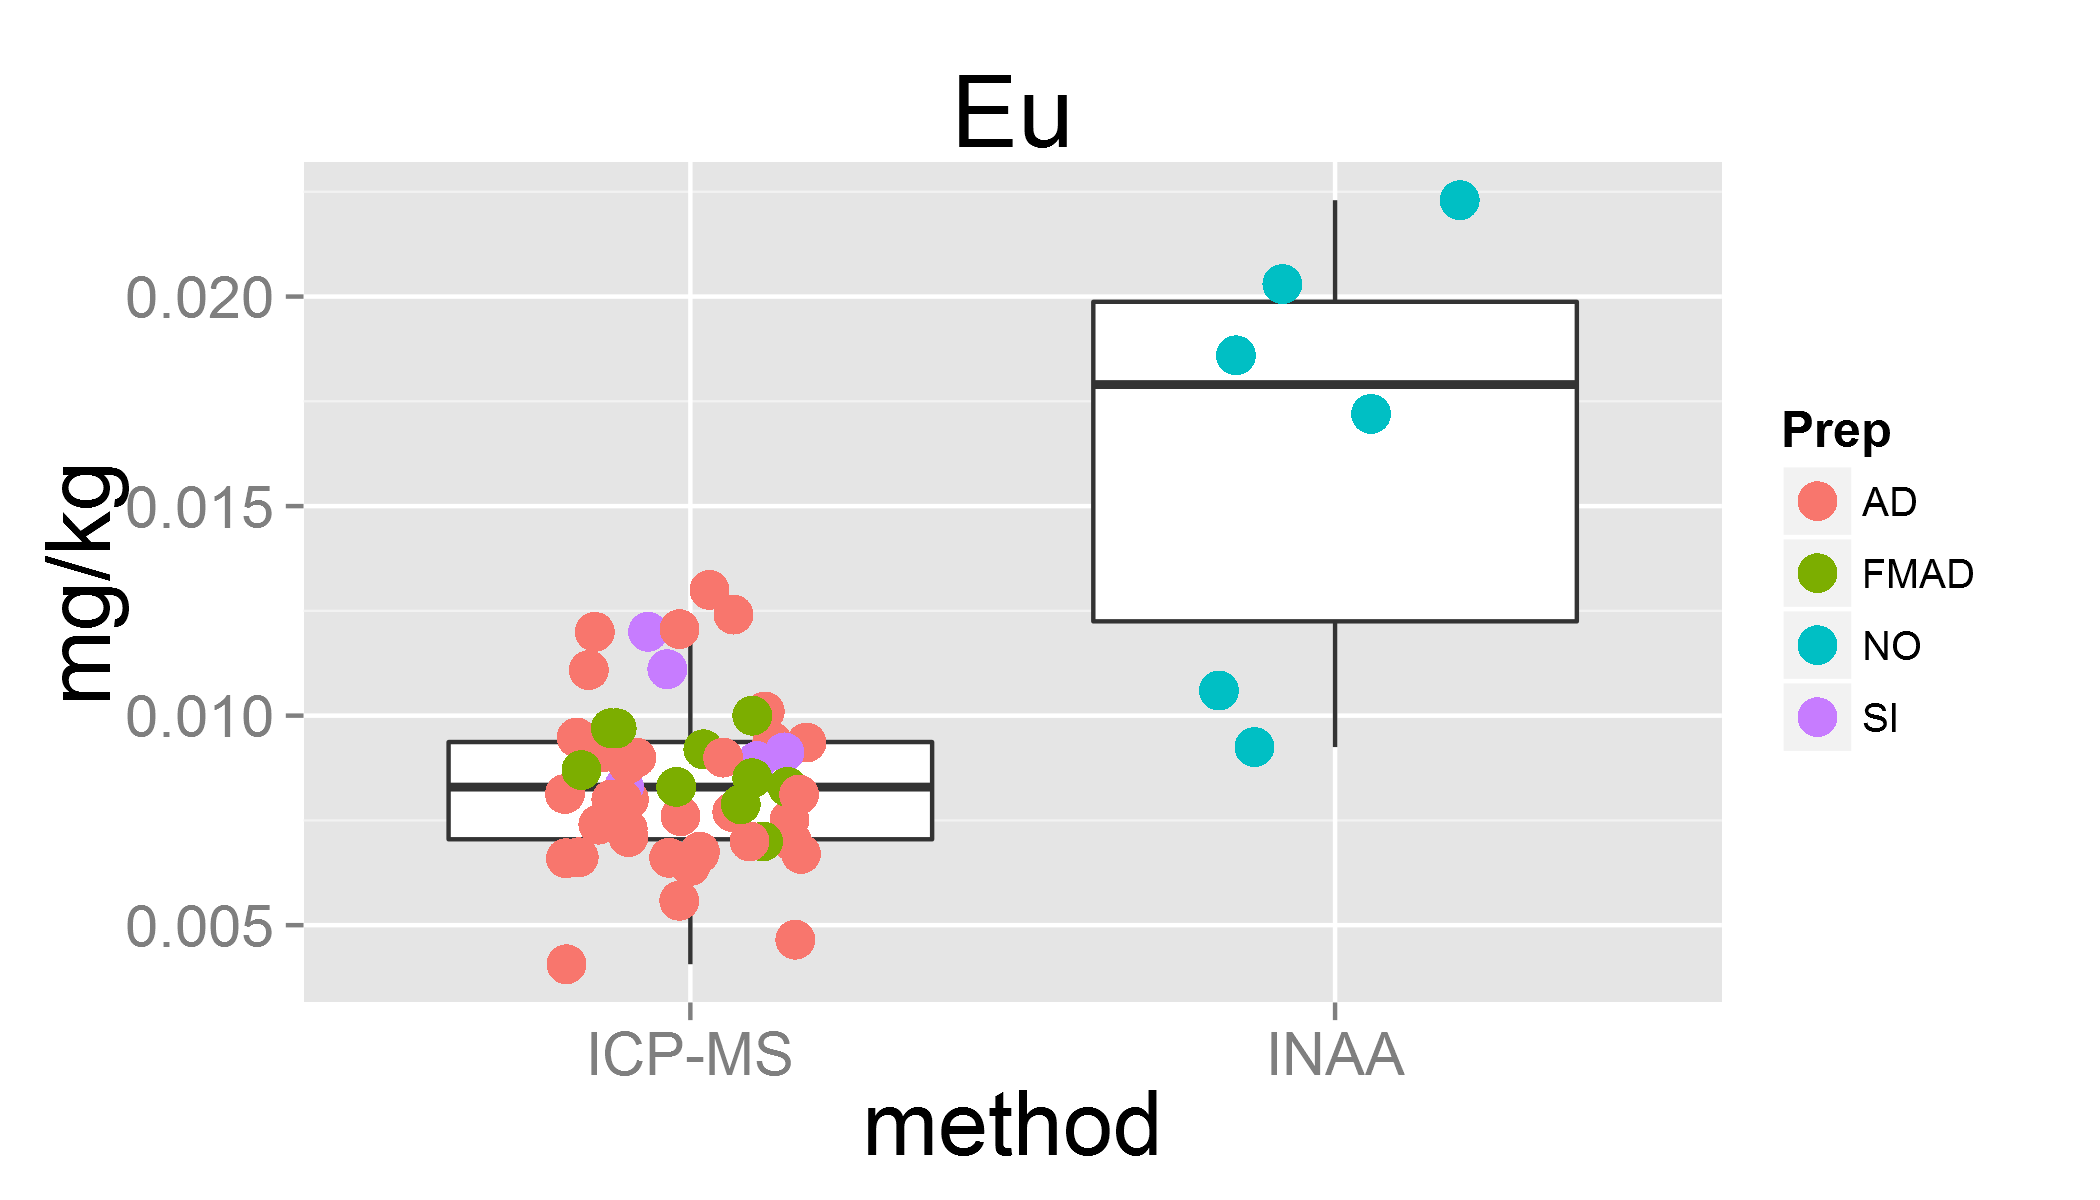 Eu
mg/kg
0.020
0.015
0.010
0.005
ICP-MS
INAA
method
Prep
AD
FMAD
NO
SI